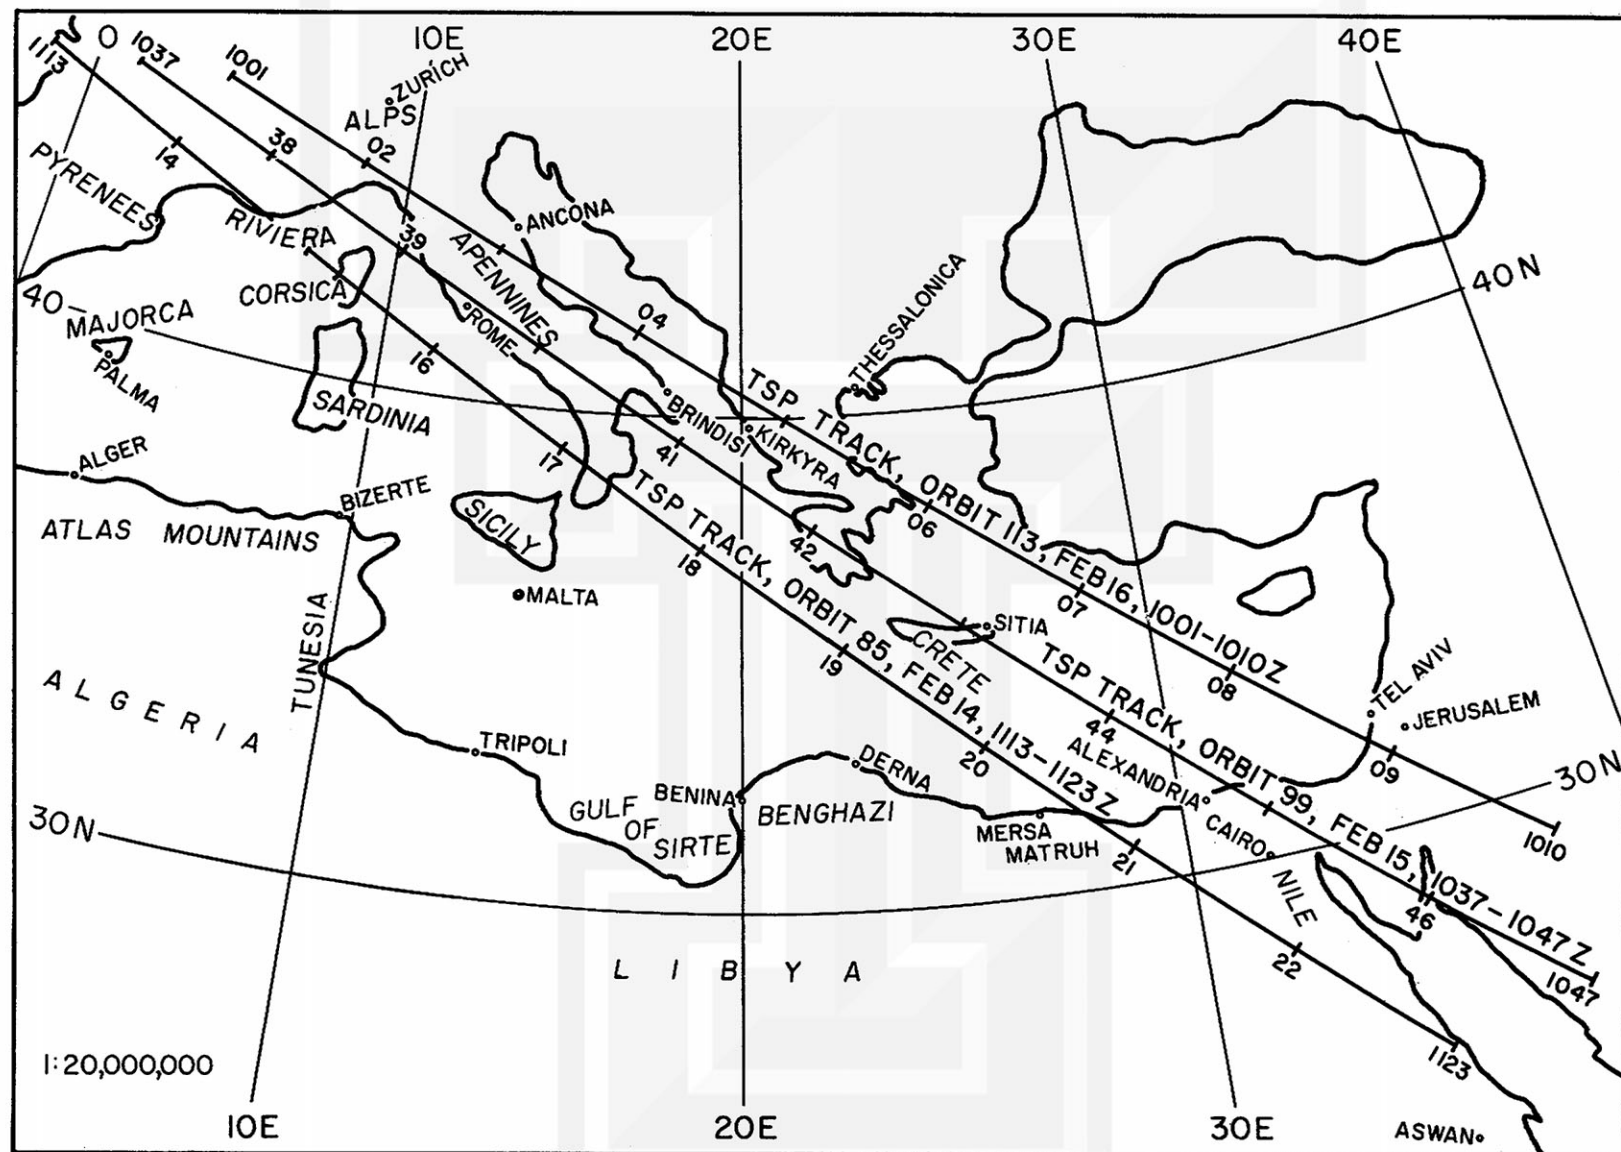 0
10E
20E
30E
40E
1113
1037
1001
ZURICH
ALPS
14
38
02
PYRENEES
RIVIERA
39
APENNINES
ANCONA
40
CORSICA
MAJORCA
PALMA
ROME
04
THESSALONICA
40N
16
SARDINIA
BRINDISI
KIRKYRA
TSP TRACK, ORBIT 113, FEB 16, 1001-1010Z
ALGER
BIZERTE
17
41
06
ATLAS MOUNTAINS
SICILY
TSP TRACK, ORBIT 85, FEB 14, 1113-1123Z
18
42
07
MALTA
TUNESIA
SITIA
CRETE
19
TSP TRACK, ORBIT 99, FEB 15, 1037-1047Z
08
TEL AVIV
JERUSALEM
ALGERIA
TRIPOLI
20
44
ALEXANDRIA
09
30N
DERNA
BENINA
BENGHAZI
GULF
OF
SIRTE
30N
MERSA
MATRUH
21
CAIRO
NILE
1010
46
LIBYA
22
1047
1:20,000,000
1123
10E
20E
30E
ASWAN